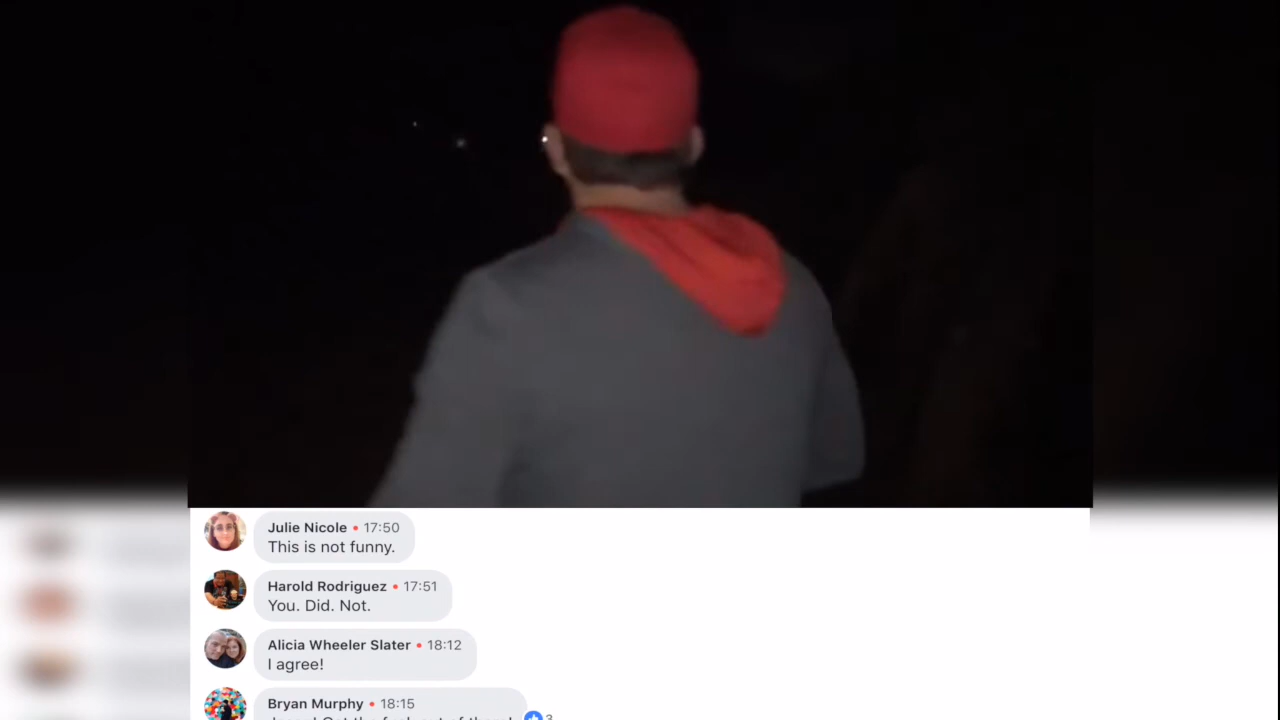 Julie Nicole • 17:50
This is not funny.
Harold Rodriguez • 17:51
You. Did. Not.
Alicia Wheeler Slater • 18:12
I agree!
Bryan Murphy • 18:15
3